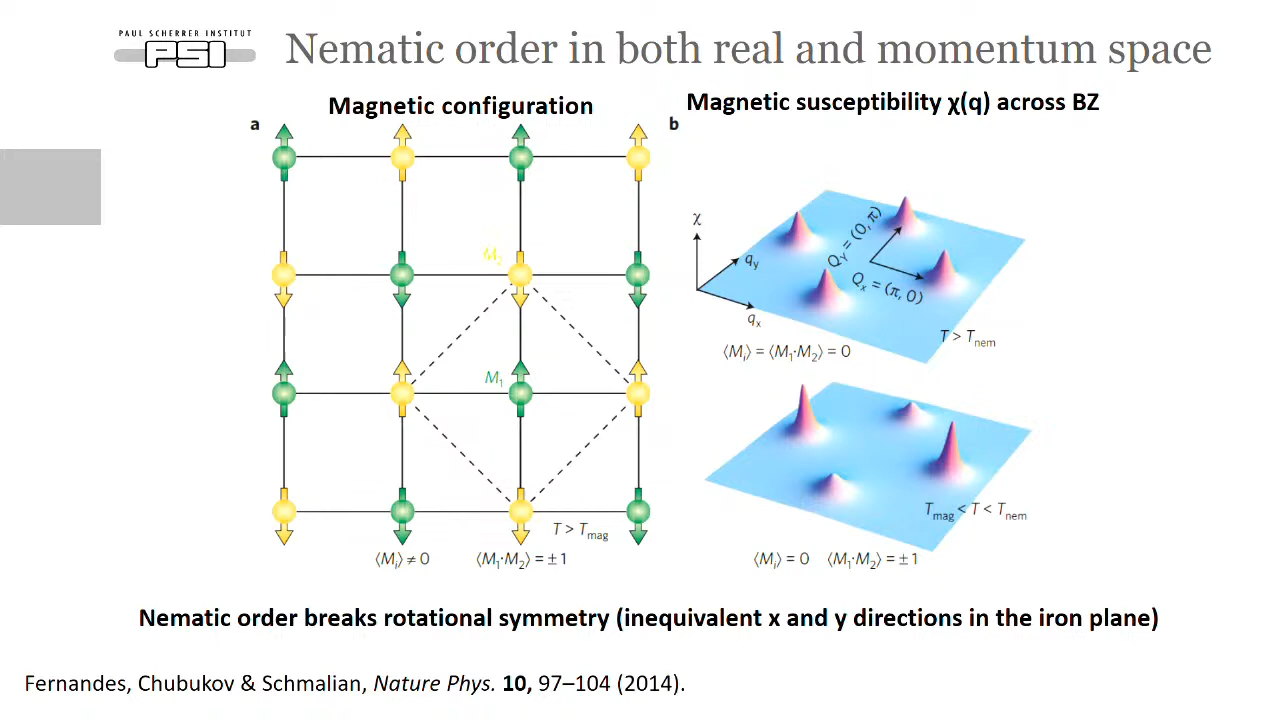 PAUL SCHERRER INSTITUT
PSI
Nematic order in both real and momentum space
Magnetic configuration
Magnetic susceptibility χ(q) across BZ
a
b
M₂
M₁
T > Tmag
⟨Mᵢ⟩ ≠ 0
⟨M₁·M₂⟩ = ± 1
χ
qy
qx
QY = (0, π)
Qx = (π, 0)
T > Tnem
⟨Mᵢ⟩ = ⟨M₁·M₂⟩ = 0
Tmag < T < Tnem
⟨Mᵢ⟩ = 0 ⟨M₁·M₂⟩ = ± 1
Nematic order breaks rotational symmetry (inequivalent x and y directions in the iron plane)
Fernandes, Chubukov & Schmalian, Nature Phys. 10, 97–104 (2014).